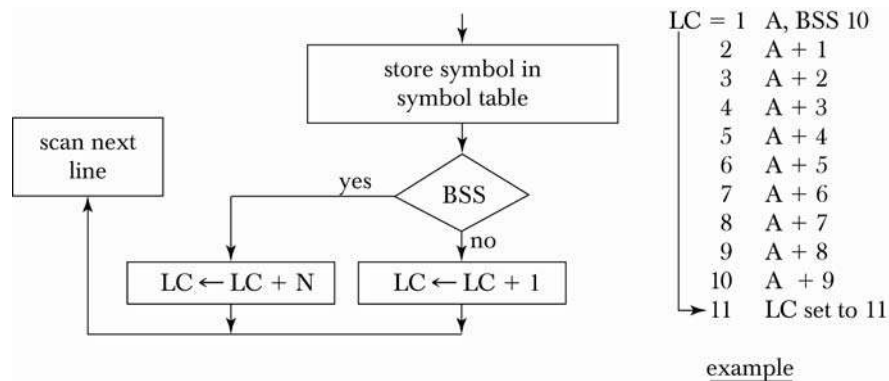 store symbol in
symbol table
scan next
line
yes
BSS
no
LC ← LC + N
LC ← LC + 1
LC = 1 A, BSS 10
2 A + 1
3 A + 2
4 A + 3
5 A + 4
6 A + 5
7 A + 6
8 A + 7
9 A + 8
10 A + 9
11 LC set to 11
example